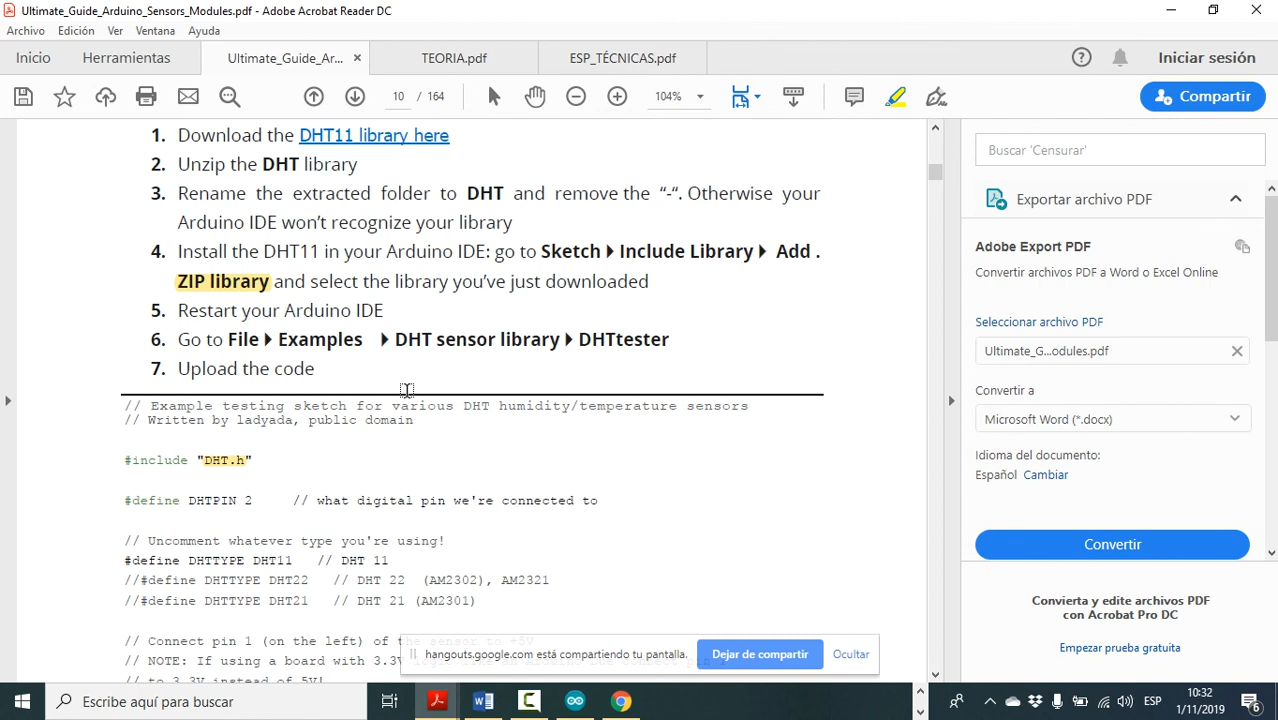 Ultimate_Guide_Arduino_Sensors_Modules.pdf - Adobe Acrobat Reader DC
Archivo Edición Ver Ventana Ayuda
Inicio Herramientas Ultimate_Guide_Ar... TEORIA.pdf ESP_TÉCNICAS.pdf Iniciar sesión
10 / 164 104% Compartir
1. Download the DHT11 library here
2. Unzip the DHT library
3. Rename the extracted folder to DHT and remove the “-“. Otherwise your
Arduino IDE won’t recognize your library
4. Install the DHT11 in your Arduino IDE: go to Sketch Include Library Add .
ZIP library and select the library you’ve just downloaded
5. Restart your Arduino IDE
6. Go to File Examples DHT sensor library DHTtester
7. Upload the code
// Example testing sketch for various DHT humidity/temperature sensors
// Written by ladyada, public domain
#include "DHT.h"
#define DHTPIN 2 // what digital pin we're connected to
// Uncomment whatever type you're using!
#define DHTTYPE DHT11 // DHT 11
//#define DHTTYPE DHT22 // DHT 22 (AM2302), AM2321
//#define DHTTYPE DHT21 // DHT 21 (AM2301)
// Connect pin 1 (on the left) of the sensor to +5V
// NOTE: If using a board with 3.3V
// to 3.3V instead of 5V!
hangouts.google.com está compartiendo tu pantalla. Dejar de compartir Ocultar
Buscar 'Censurar'
Exportar archivo PDF
Adobe Export PDF
Convertir archivos PDF a Word o Excel Online
Seleccionar archivo PDF
Ultimate_G...odules.pdf
Convertir a
Microsoft Word (*.docx)
Idioma del documento:
Español Cambiar
Convertir
Convierta y edite archivos PDF
con Acrobat Pro DC
Empezar prueba gratuita
Escribe aquí para buscar
ESP
10:32
1/11/2019
6